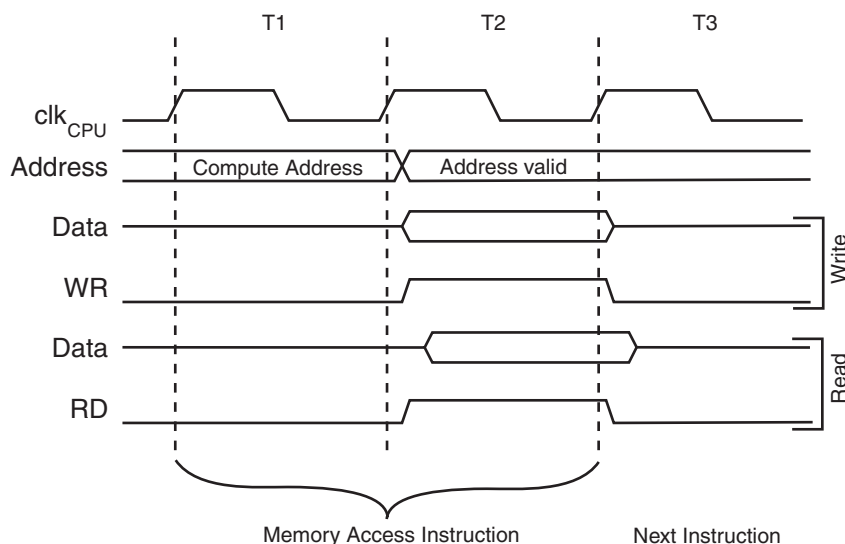 T1 T2 T3
clkCPU
Address Compute Address Address valid
Data
WR
Write
Data
RD
Read
Memory Access Instruction Next Instruction